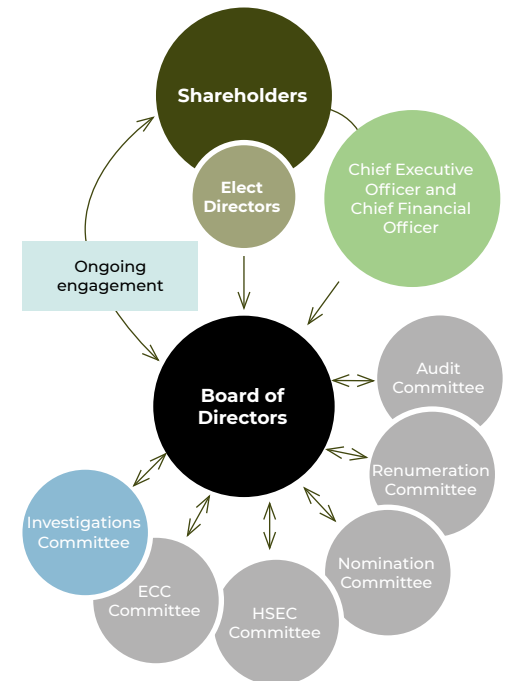 Shareholders
Elect
Directors
Chief Executive
Officer and
Chief Financial
Officer
Ongoing
engagement
Board of
Directors
Audit
Committee
Renumeration
Committee
Nomination
Committee
HSEC
Committee
ECC
Committee
Investigations
Committee